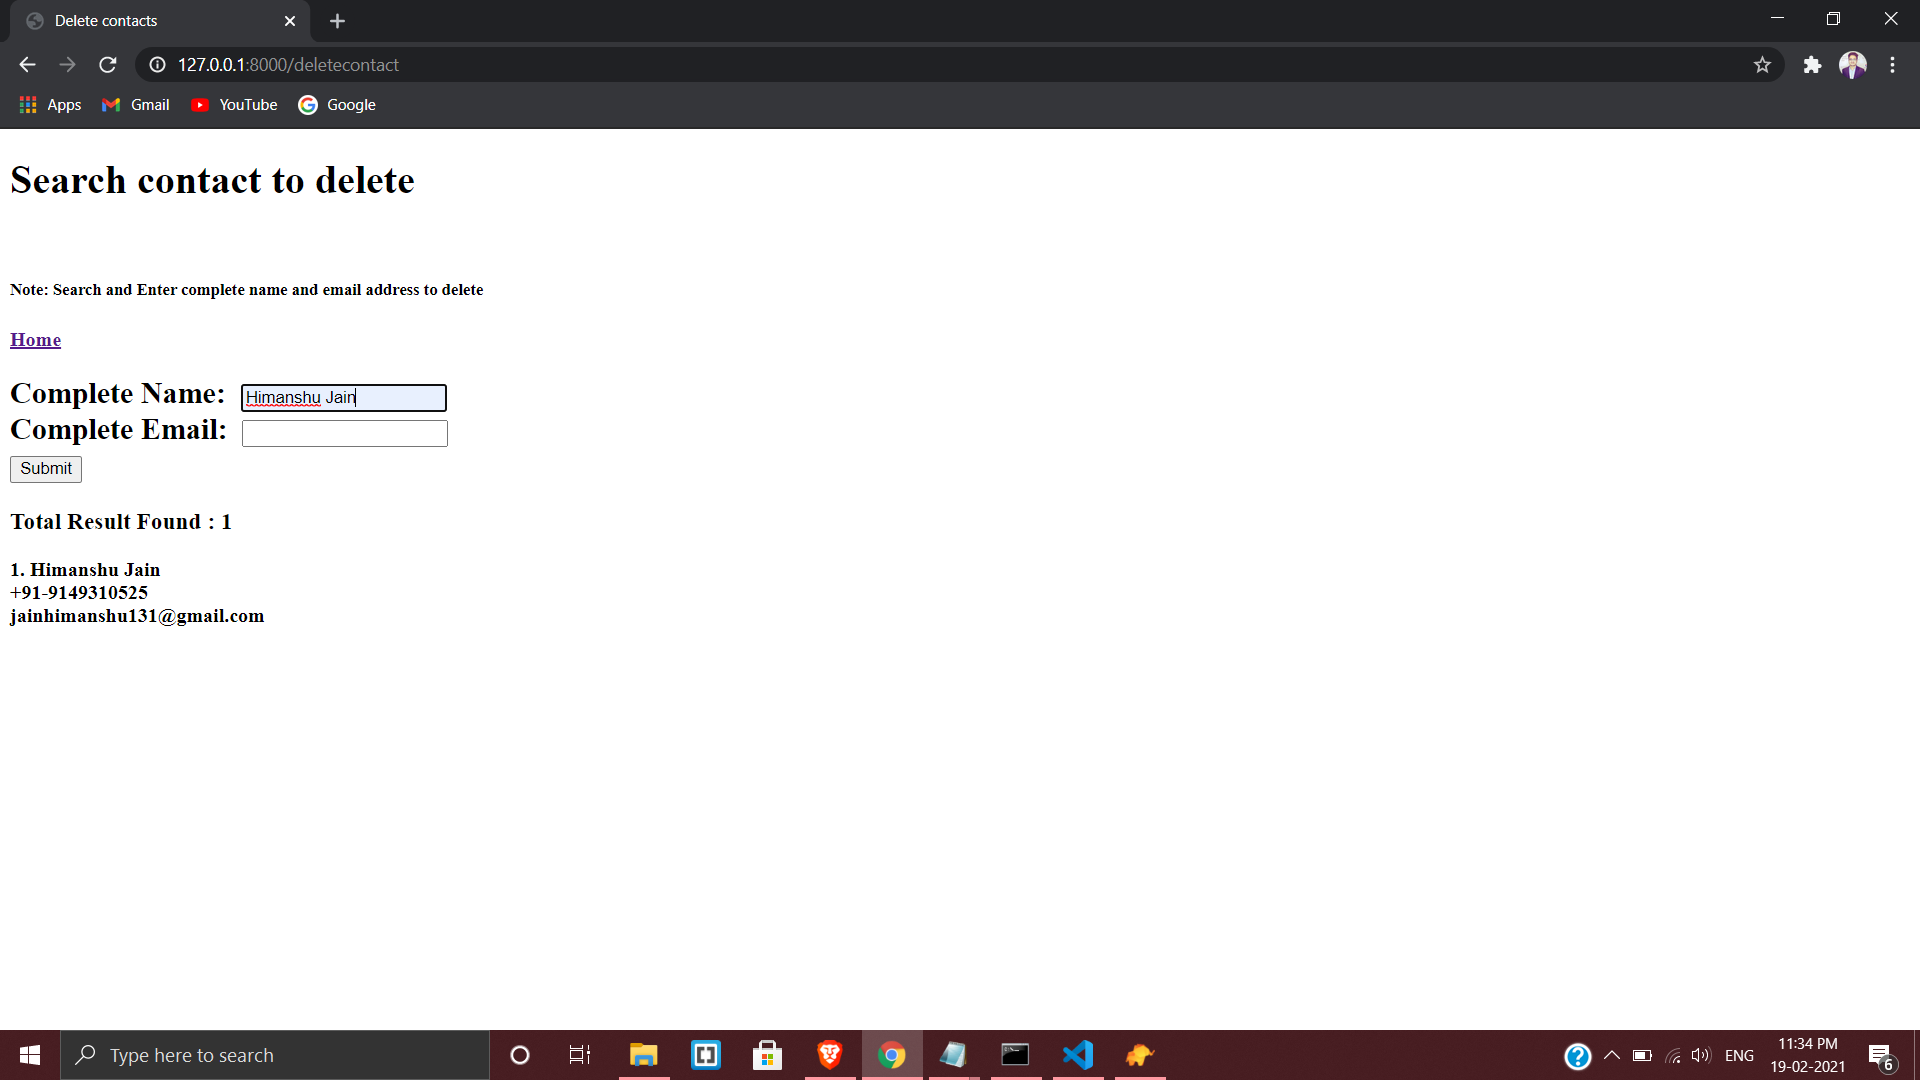 Delete contacts
127.0.0.1:8000/deletecontact
Apps Gmail YouTube Google
Search contact to delete
Note: Search and Enter complete name and email address to delete
Home
Complete Name: Himanshu Jain
Complete Email:
Submit
Total Result Found : 1
1. Himanshu Jain
+91-9149310525
jainhimanshu131@gmail.com
Type here to search
ENG
11:34 PM
19-02-2021
6